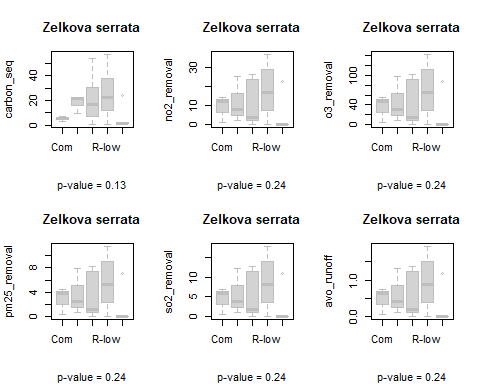 Zelkova serrata
carbon_seq
0 20 40
Com R-low
p-value = 0.13
Zelkova serrata
no2_removal
0 10 30
Com R-low
p-value = 0.24
Zelkova serrata
o3_removal
0 40 100
Com R-low
p-value = 0.24
Zelkova serrata
pm25_removal
0 4 8
Com R-low
p-value = 0.24
Zelkova serrata
so2_removal
0 5 10
Com R-low
p-value = 0.24
Zelkova serrata
avo_runoff
0.0 1.0
Com R-low
p-value = 0.24